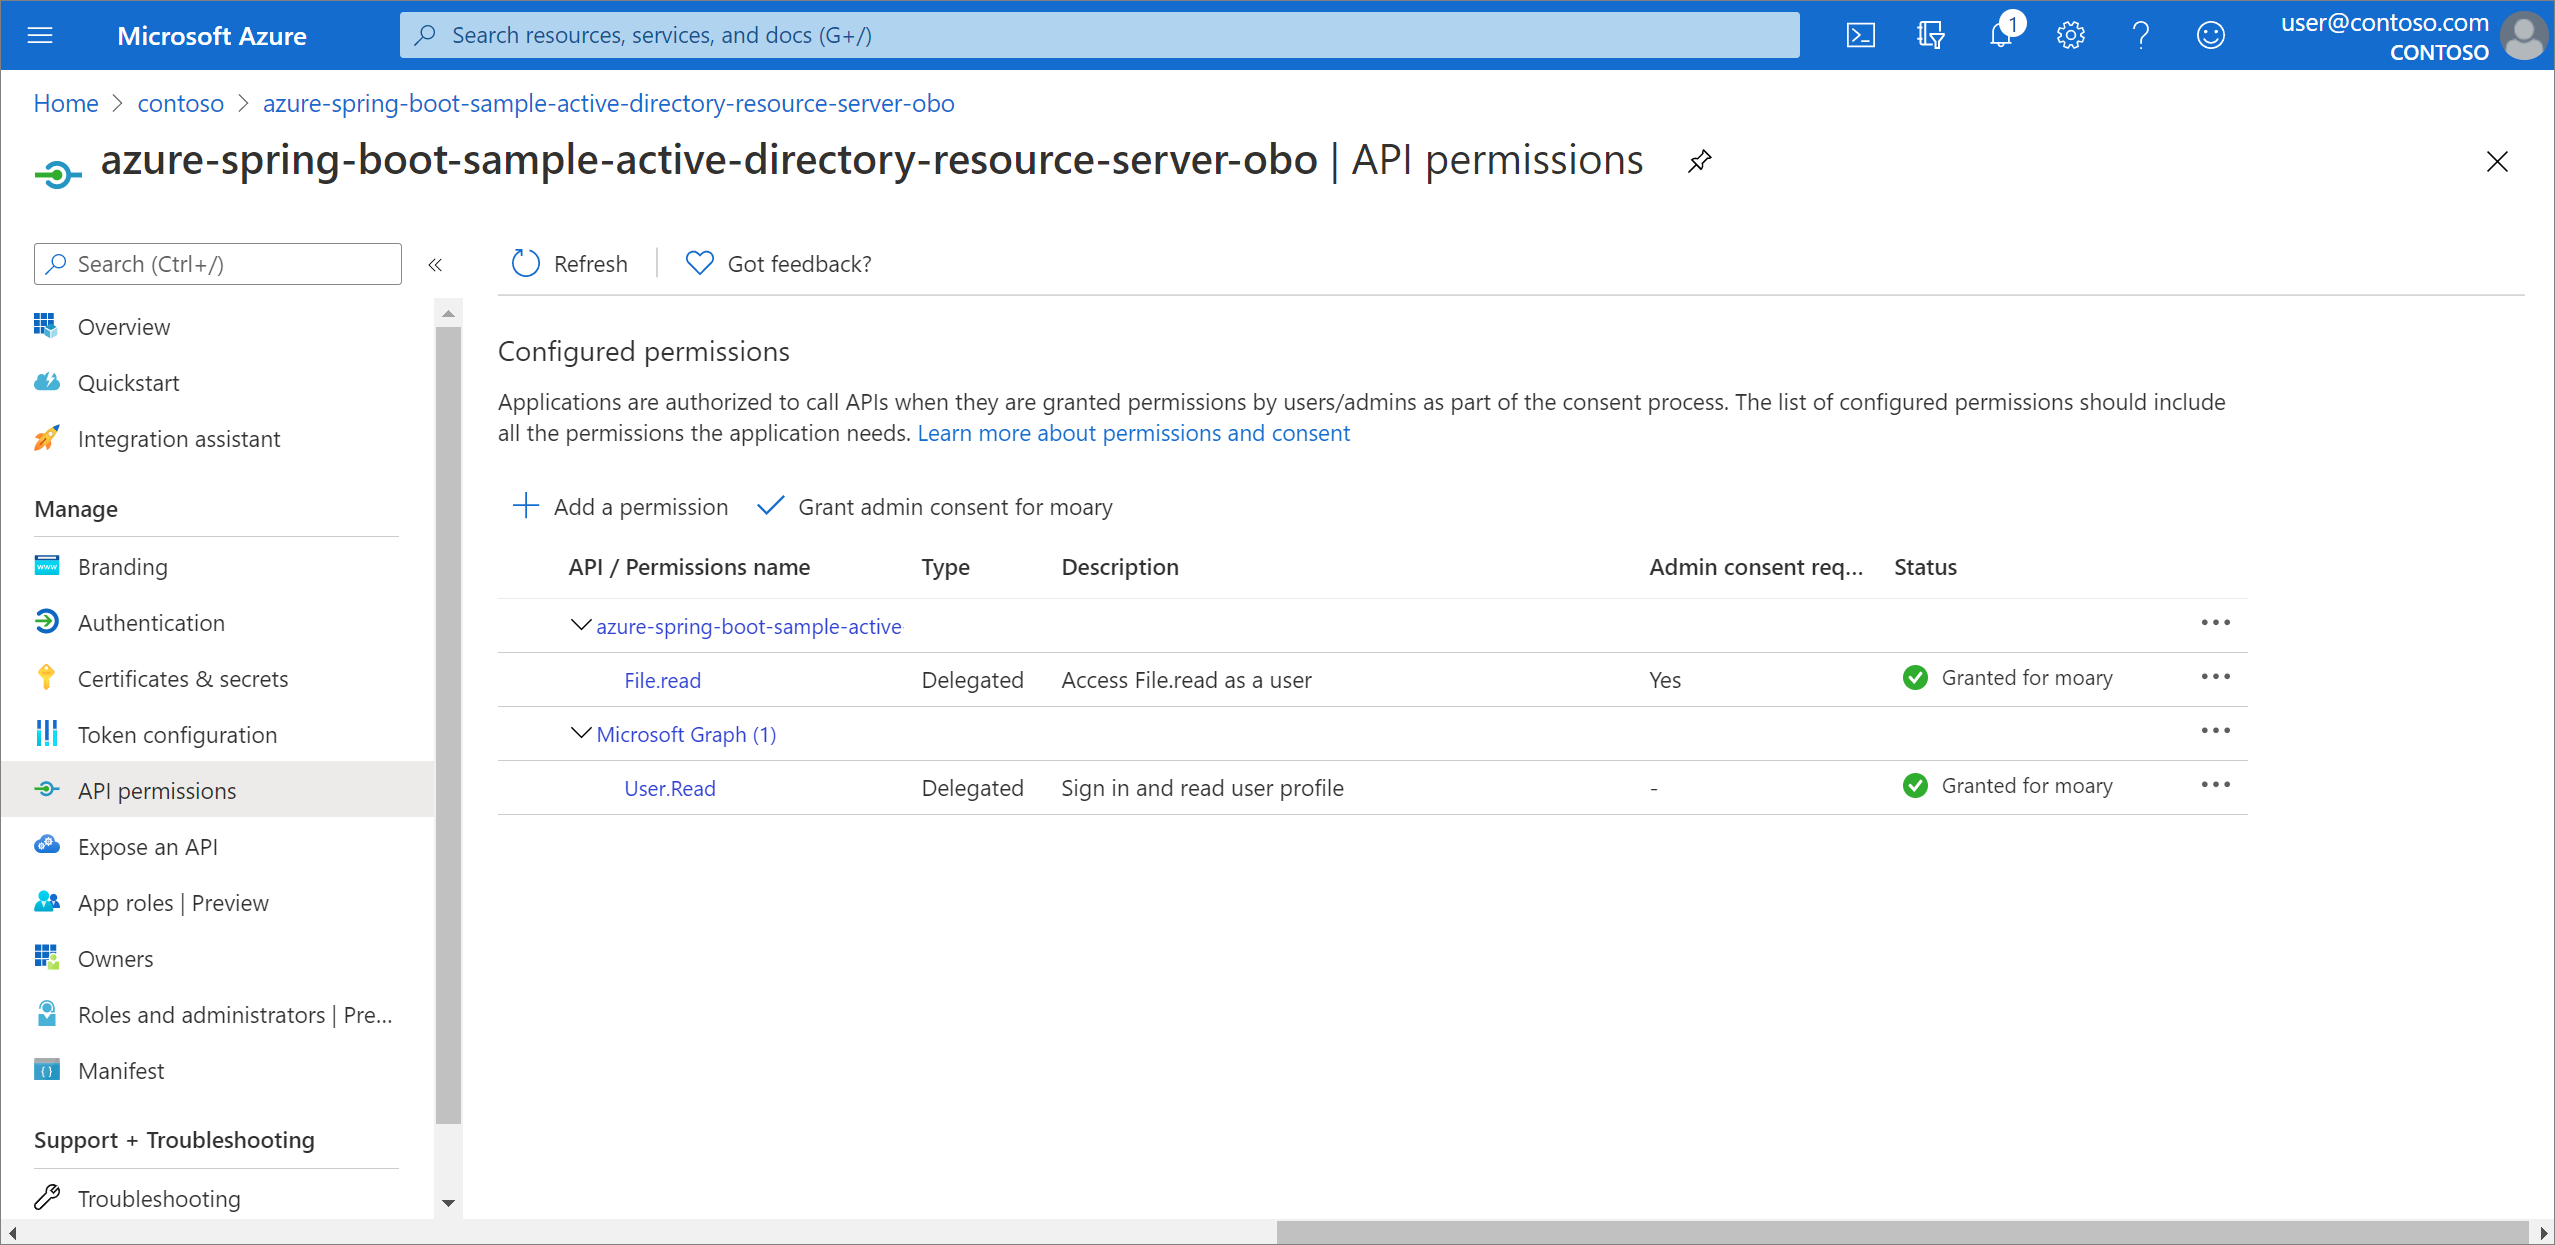 Microsoft Azure
Search resources, services, and docs (G+/)
1
user@contoso.com
CONTOSO
Home > contoso > azure-spring-boot-sample-active-directory-resource-server-obo
azure-spring-boot-sample-active-directory-resource-server-obo | API permissions
Search (Ctrl+/)
«
Overview
Quickstart
Integration assistant
Manage
Branding
Authentication
Certificates & secrets
Token configuration
API permissions
Expose an API
App roles | Preview
Owners
Roles and administrators | Pre...
Manifest
Support + Troubleshooting
Troubleshooting
Refresh
Got feedback?
Configured permissions
Applications are authorized to call APIs when they are granted permissions by users/admins as part of the consent process. The list of configured permissions should include
all the permissions the application needs. Learn more about permissions and consent
Add a permission
Grant admin consent for moary
API / Permissions name Type Description Admin consent req... Status
azure-spring-boot-sample-active
File.read Delegated Access File.read as a user Yes Granted for moary
Microsoft Graph (1)
User.Read Delegated Sign in and read user profile - Granted for moary